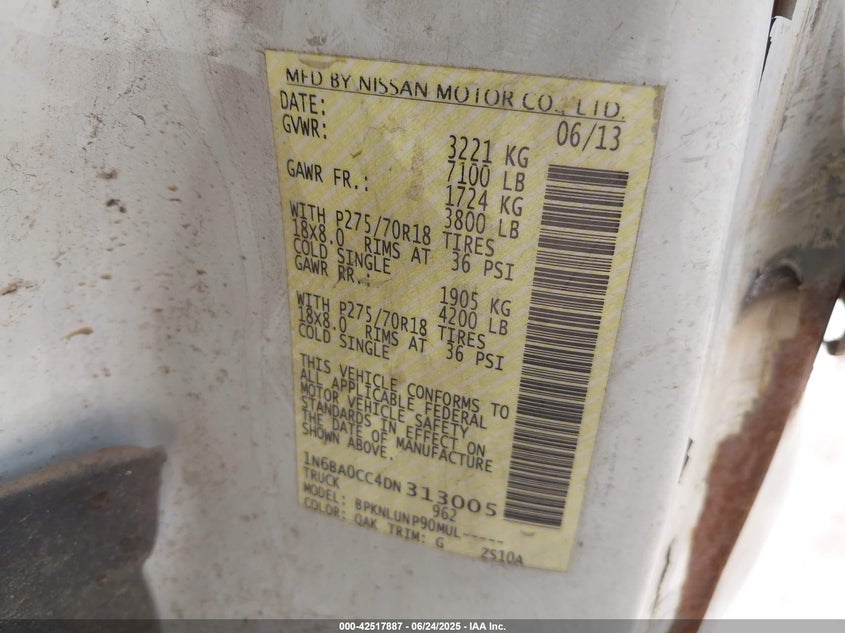 MFD BY NISSAN MOTOR CO., LTD.
DATE: 06/13
GVWR: 3221 KG
7100 LB
GAWR FR.: 1724 KG
3800 LB
WITH P275/70R18 TIRES
18X8.0 RIMS AT 36 PSI
COLD SINGLE
GAWR RR.: 1905 KG
4200 LB
WITH P275/70R18 TIRES
18X8.0 RIMS AT 36 PSI
COLD SINGLE
THIS VEHICLE CONFORMS TO
ALL APPLICABLE FEDERAL
MOTOR VEHICLE SAFETY
STANDARDS IN EFFECT ON
THE DATE OF MANUFACTURE
SHOWN ABOVE.
1N6BA0CC4DN313005
TRUCK 962
MODEL: BPKNLUNP90MUL-----
COLOR: QAK TRIM: G ZS10A
000-42517887 - 06/24/2025 - IAA Inc.